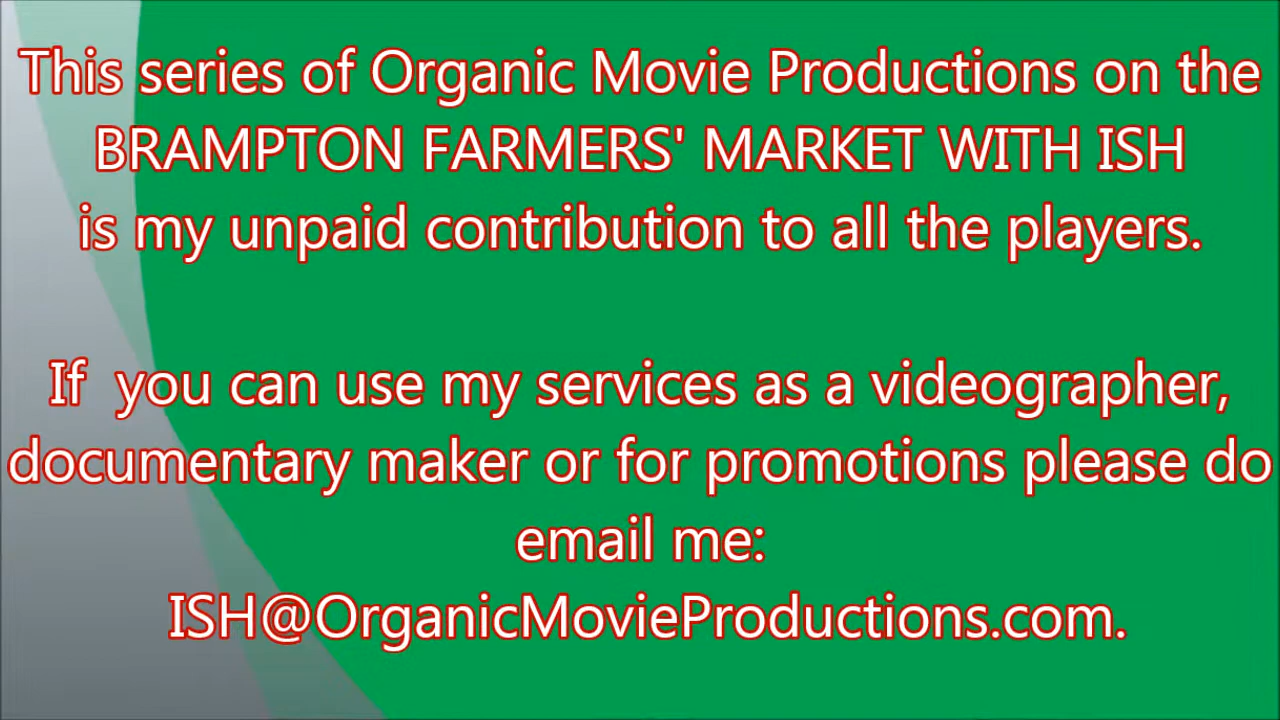 This series of Organic Movie Productions on the
BRAMPTON FARMERS' MARKET WITH ISH
is my unpaid contribution to all the players.
If  you can use my services as a videographer,
documentary maker or for promotions please do
email me:
ISH@OrganicMovieProductions.com.